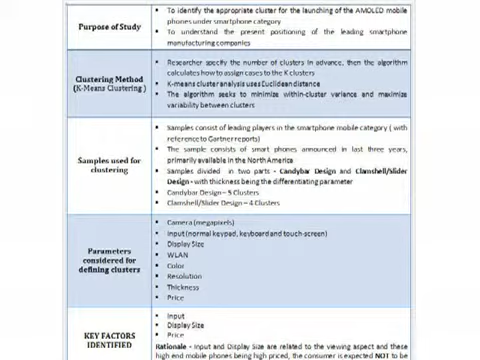 Purpose of Study
To identify the appropriate cluster for the launching of the AMOLED mobile
phones under smartphone category
To understand the present positioning of the leading smartphone
manufacturing companies
Clustering Method
(K-Means Clustering )
Researcher specify the number of clusters in advance, then the algorithm
calculates how to assign cases to the K clusters
K-means cluster analysis uses Euclidean distance
The algorithm seeks to minimize within-cluster variance and maximize
variability between clusters
Samples used for
clustering
Samples consist of leading players in the smartphone mobile category ( with
reference to Gartner reports)
The sample consists of smart phones announced in last three years,
primarily available in the North America
Samples divided in two parts - Candybar Design and Clamshell/Slider
Design - with thickness being the differentiating parameter
Candybar Design – 5 Clusters
Clamshell/Slider Design – 4 Clusters
Parameters
considered for
defining clusters
Camera (megapixels)
Input (normal keypad, keyboard and touch-screen)
Display Size
WLAN
Color
Resolution
Thickness
Price
KEY FACTORS
IDENTIFIED
Input
Display Size
Price
Rationale - Input and Display Size are related to the viewing aspect and these
high end mobile phones being high priced, the consumer is expected NOT to be